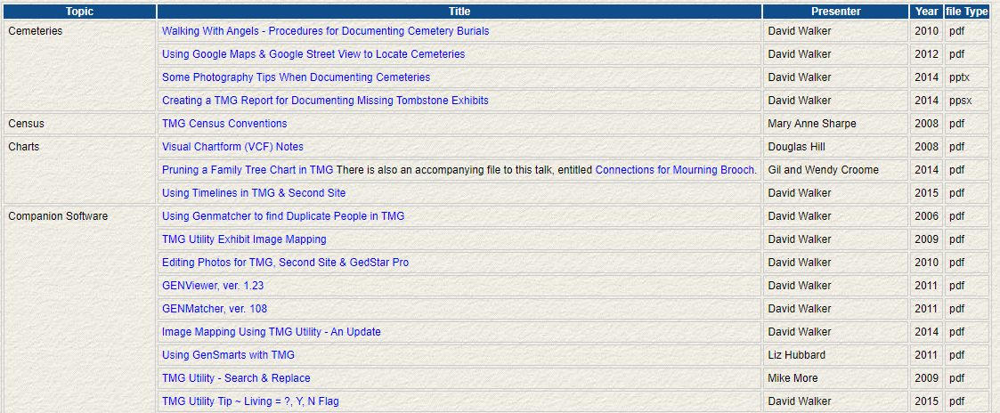 Topic Title Presenter Year file Type
Cemeteries Walking With Angels - Procedures for Documenting Cemetery Burials David Walker 2010 pdf
Using Google Maps & Google Street View to Locate Cemeteries David Walker 2012 pdf
Some Photography Tips When Documenting Cemeteries David Walker 2014 pptx
Creating a TMG Report for Documenting Missing Tombstone Exhibits David Walker 2014 ppsx
Census TMG Census Conventions Mary Anne Sharpe 2008 pdf
Charts Visual Chartform (VCF) Notes Douglas Hill 2008 pdf
Pruning a Family Tree Chart in TMG There is also an accompanying file to this talk, entitled Connections for Mourning Brooch. Gil and Wendy Croome 2014 pdf
Using Timelines in TMG & Second Site David Walker 2015 pdf
Companion Software Using Genmatcher to find Duplicate People in TMG David Walker 2006 pdf
TMG Utility Exhibit Image Mapping David Walker 2009 pdf
Editing Photos for TMG, Second Site & GedStar Pro David Walker 2010 pdf
GENViewer, ver. 1.23 David Walker 2011 pdf
GENMatcher, ver. 108 David Walker 2011 pdf
Image Mapping Using TMG Utility - An Update David Walker 2014 pdf
Using GenSmarts with TMG Liz Hubbard 2011 pdf
TMG Utility - Search & Replace Mike More 2009 pdf
TMG Utility Tip ~ Living = ?, Y, N Flag David Walker 2015 pdf